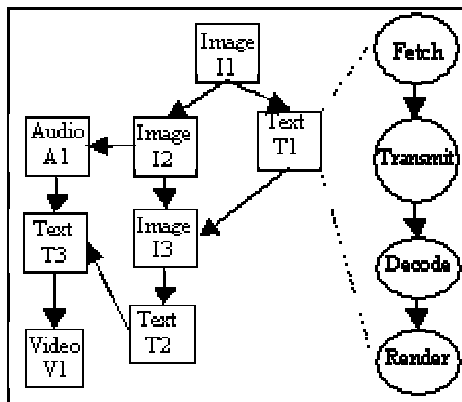 Image
I1
Fetch
Audio
A1
Image
I2
Text
T1
Transmit
Text
T3
Image
I3
Decode
Video
V1
Text
T2
Render